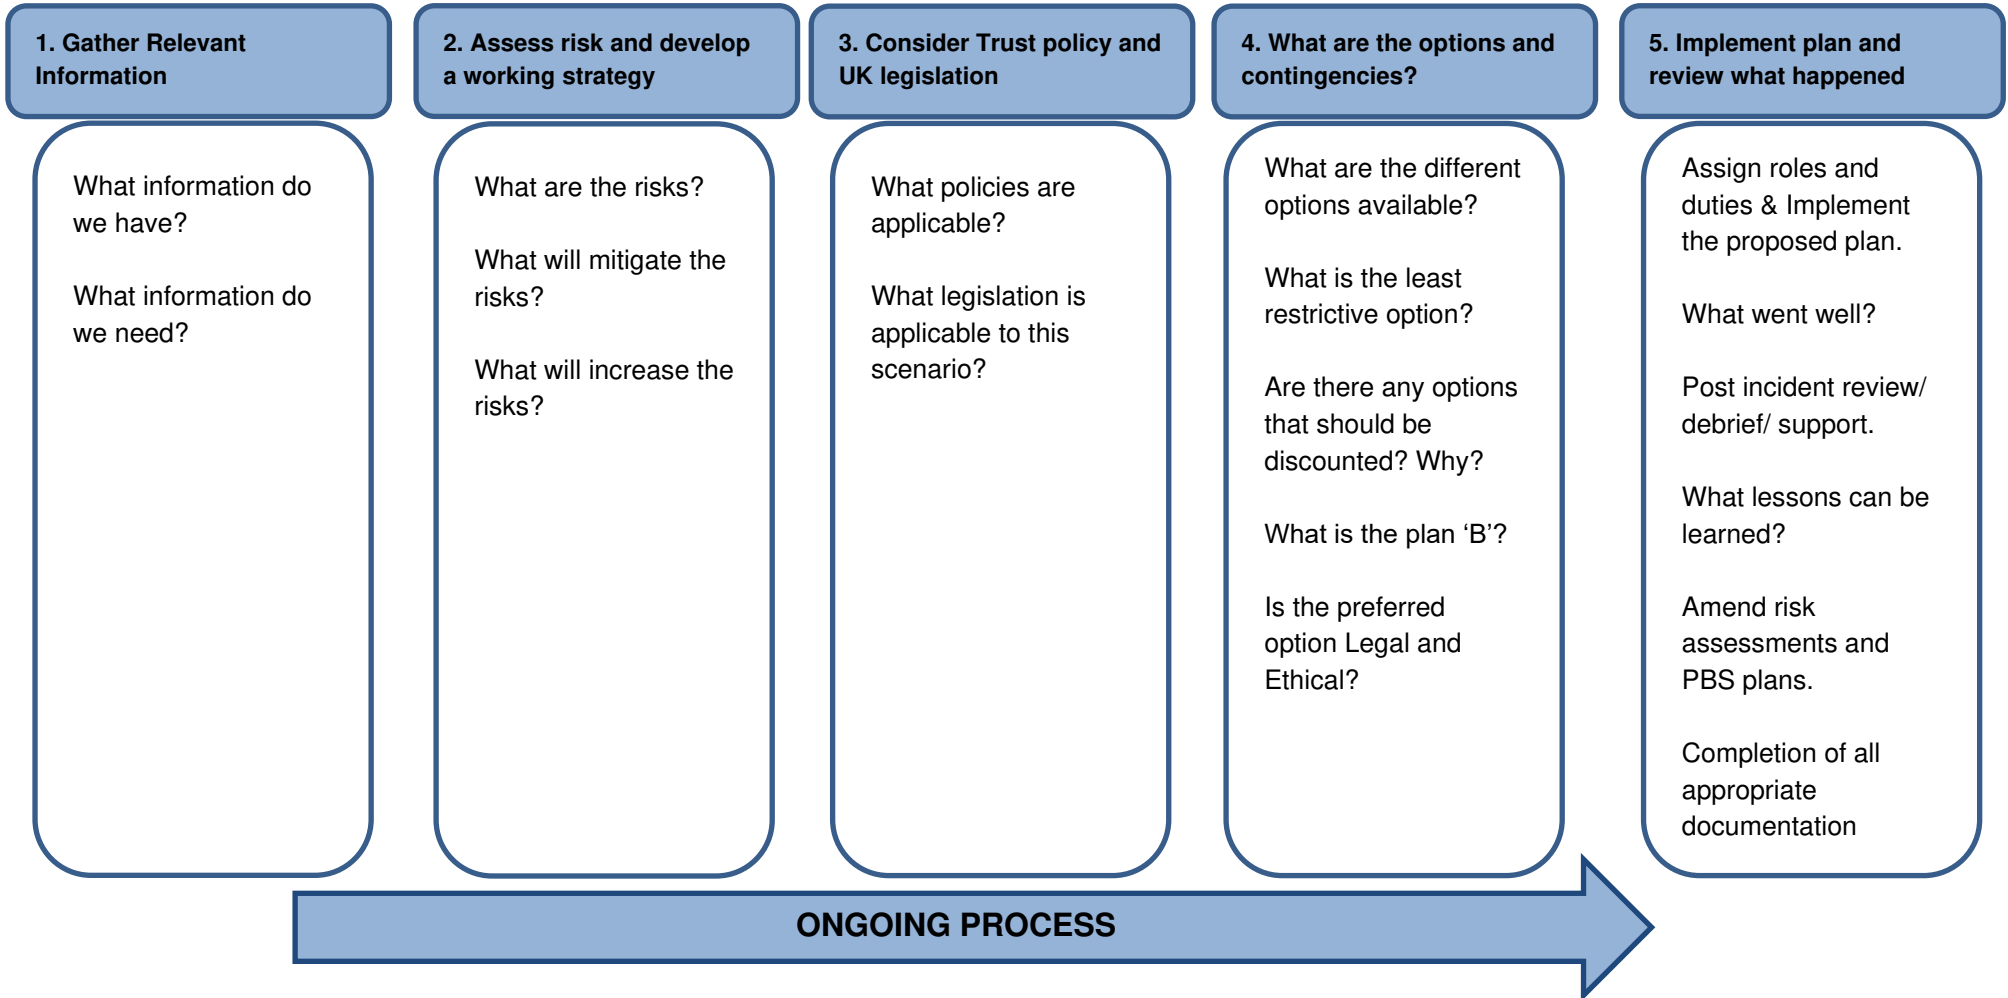 1. Gather Relevant
Information
What information do
we have?
What information do
we need?
2. Assess risk and develop
a working strategy
What are the risks?
What will mitigate the
risks?
What will increase the
risks?
3. Consider Trust policy and
UK legislation
What policies are
applicable?
What legislation is
applicable to this
scenario?
4. What are the options and
contingencies?
What are the different
options available?
What is the least
restrictive option?
Are there any options
that should be
discounted? Why?
What is the plan ‘B’?
Is the preferred
option Legal and
Ethical?
5. Implement plan and
review what happened
Assign roles and
duties & Implement
the proposed plan.
What went well?
Post incident review/
debrief/ support.
What lessons can be
learned?
Amend risk
assessments and
PBS plans.
Completion of all
appropriate
documentation
ONGOING PROCESS